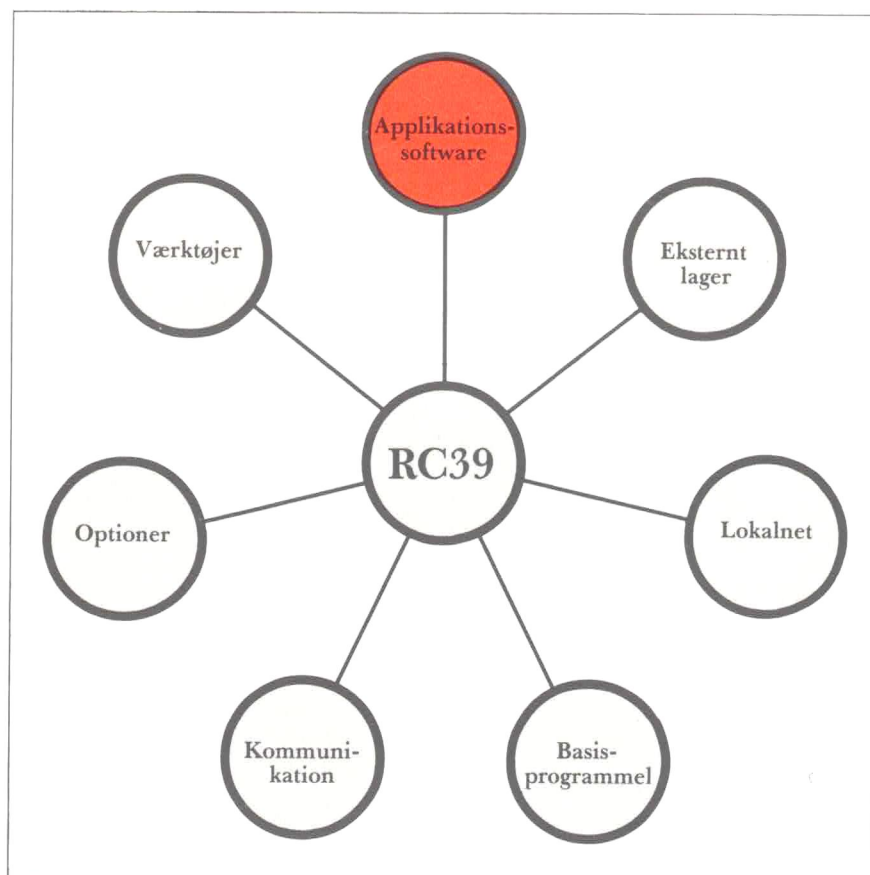 Applikations-
software
Værktøjer
Eksternt
lager
RC39
Optioner
Lokalnet
Kommuni-
kation
Basis-
programmel